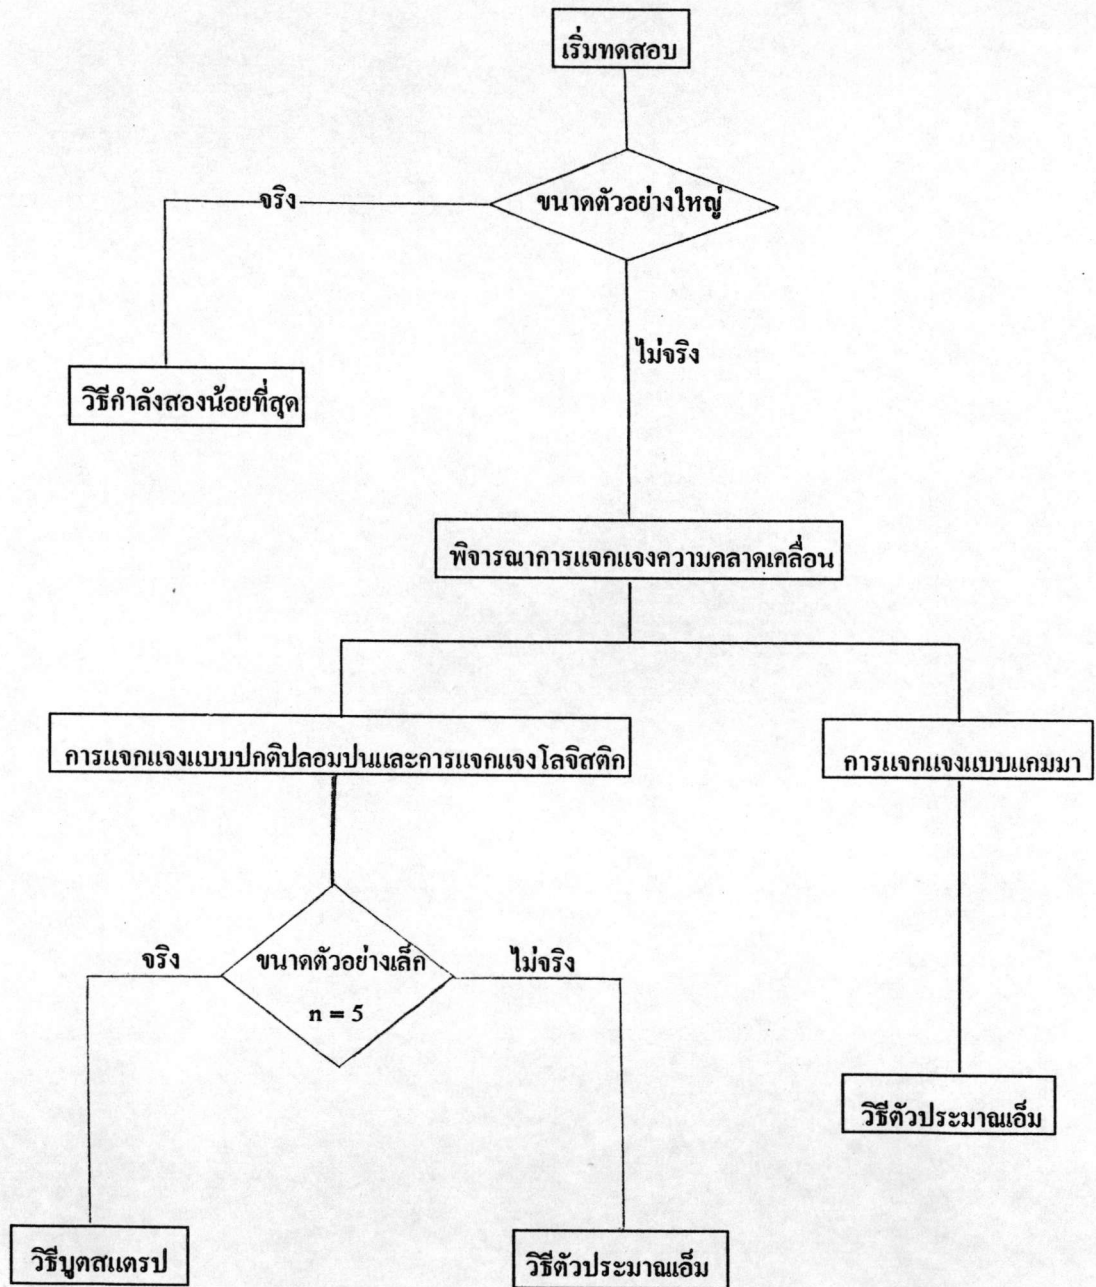 เริ่มทดสอบ
ขนาดตัวอย่างใหญ่
จริง
ไม่จริง
วิธีกำลังสองน้อยที่สุด
พิจารณาการแจกแจงความคลาดเคลื่อน
การแจกแจงแบบปกติปลอมปนและการแจกแจงโลจิสติก
การแจกแจงแบบแกมมา
จริง
ขนาดตัวอย่างเล็ก
ไม่จริง
n = 5
วิธีตัวประมาณเอ็ม
วิธีบูตสแตรป
วิธีตัวประมาณเอ็ม